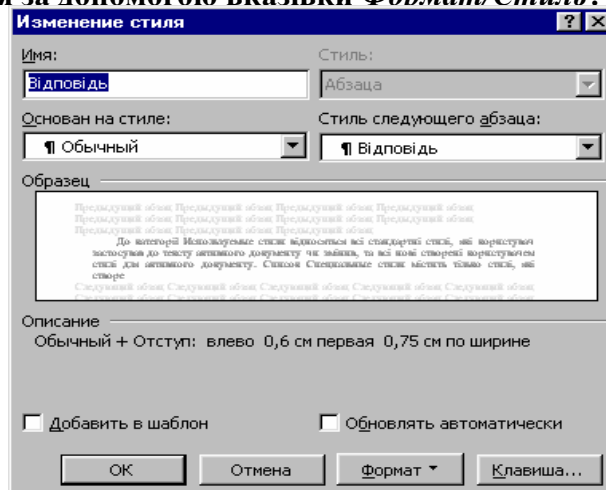 и за допомогою вказівки Формат/Стиль?
Изменение стиля
Имя: Стиль:
Відповідь Абзаца
Основан на стиле: Стиль следующего абзаца:
¶ Обычный ¶ Відповідь
Образец
Предыдущий абзац Предыдущий абзац Предыдущий абзац Предыдущий абзац
Предыдущий абзац Предыдущий абзац Предыдущий абзац Предыдущий абзац
Предыдущий абзац Предыдущий абзац Предыдущий абзац
До категорії Используемые стили відносяться всі стандартні стилі, які користувач
застосував до тексту активного документу чи змінив, та всі нові створені користувачем
стилі для активного документу. Список Специальные стили містить тільки стилі, які
створе
Следующий абзац Следующий абзац Следующий абзац Следующий абзац
Следующий абзац Следующий абзац Следующий абзац Следующий абзац
Описание
Обычный + Отступ: влево 0,6 см первая 0,75 см по ширине
Добавить в шаблон Обновлять автоматически
ОК Отмена Формат Клавиша...